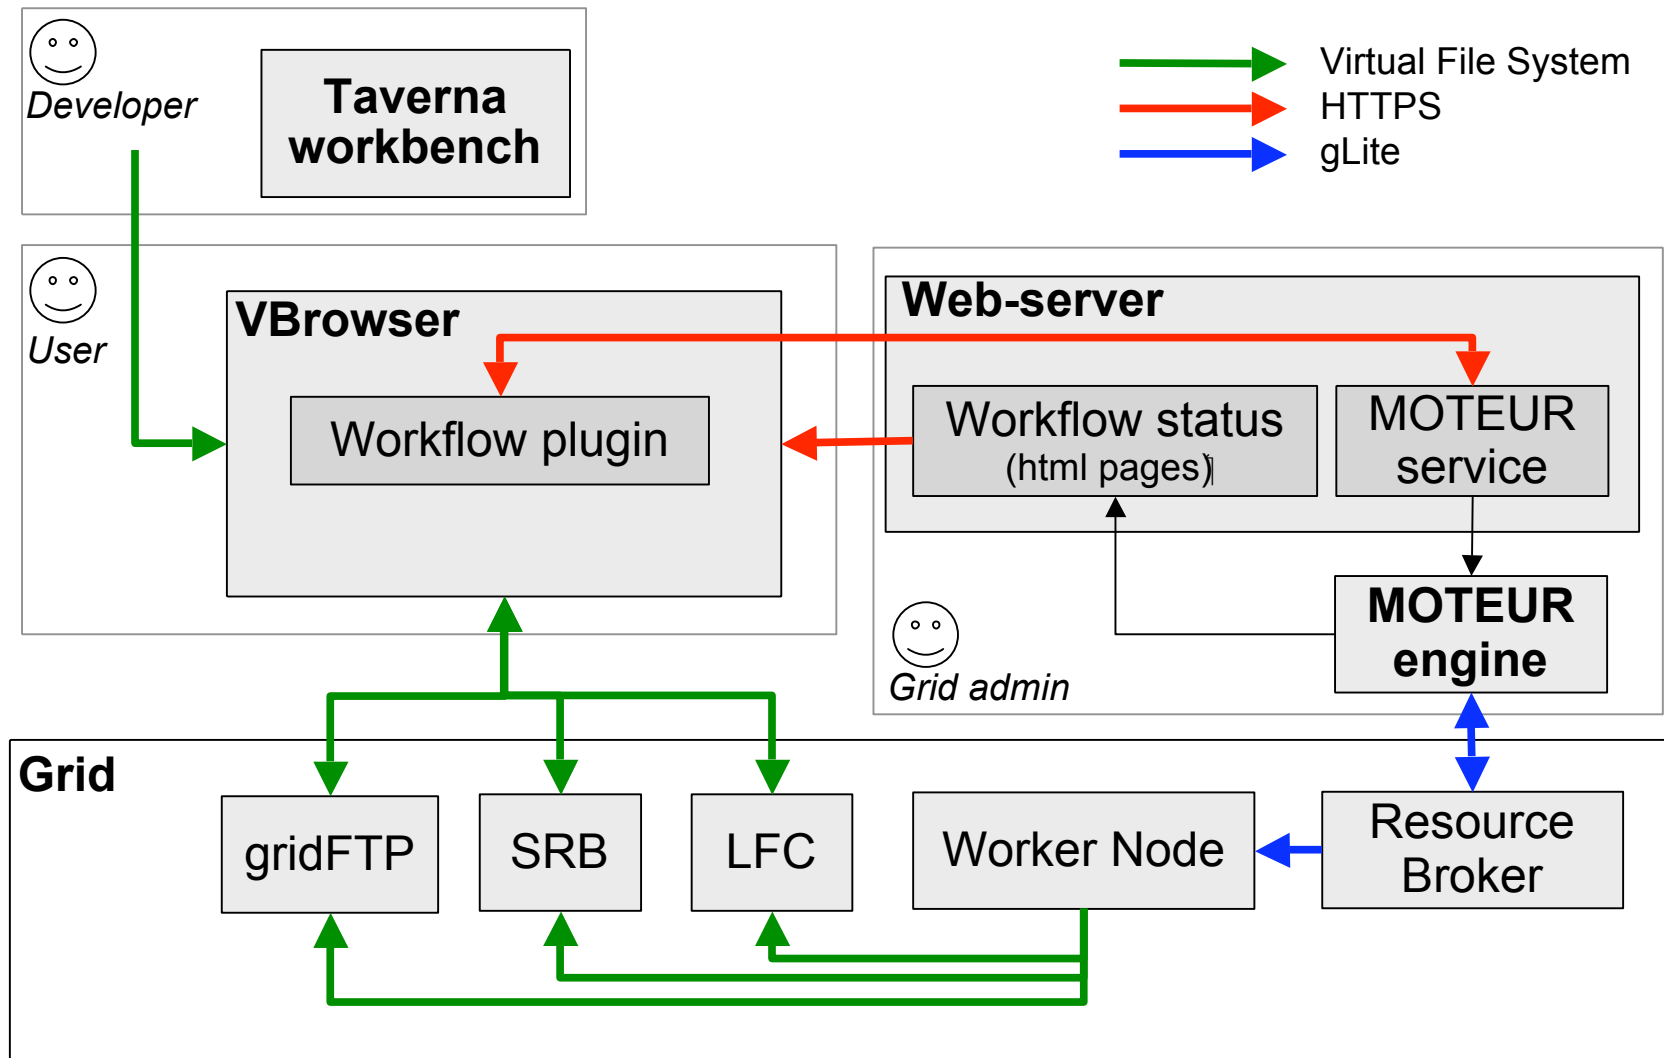 Developer
Taverna
workbench
Virtual File System
HTTPS
gLite
User
VBrowser
Workflow plugin
Web-server
Workflow status
(html pages)
MOTEUR
service
MOTEUR
engine
Grid admin
Grid
gridFTP
SRB
LFC
Worker Node
Resource
Broker